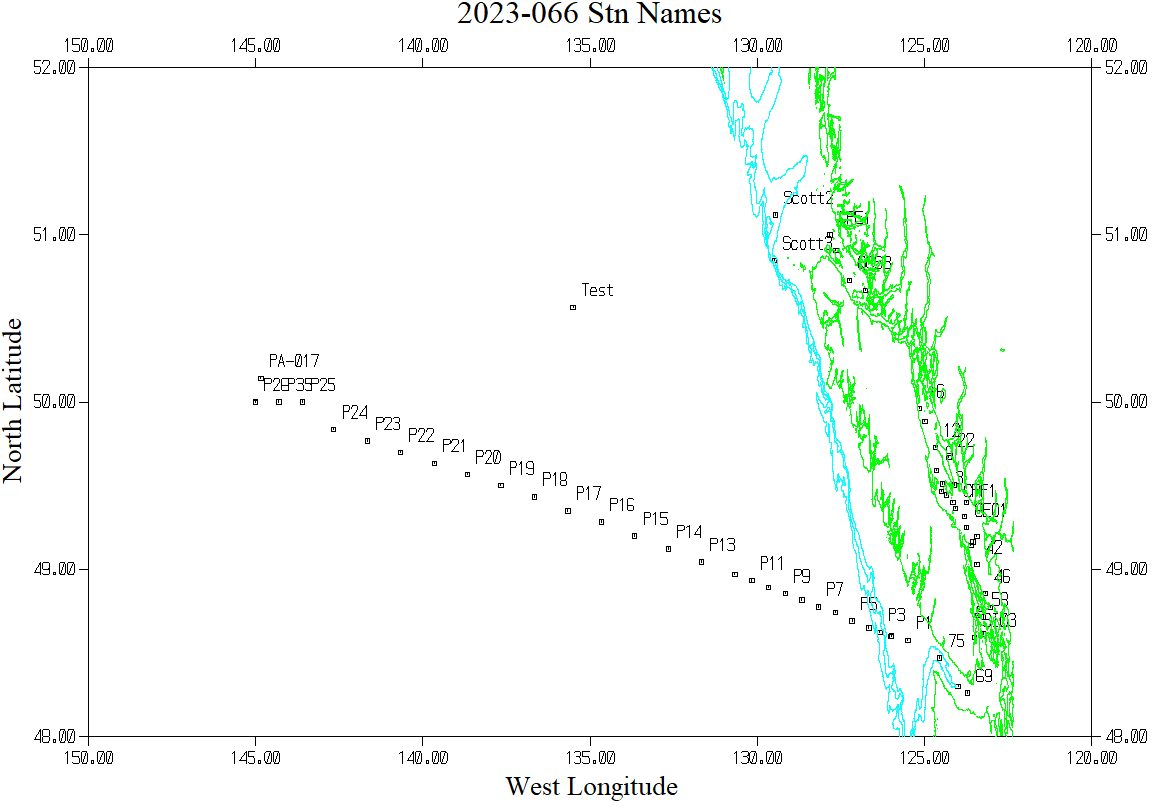 2023-066 Stn Names
150.00 145.00 140.00 135.00 130.00 125.00 120.00
52.00 52.00
Scott2
51.00 51.00
Scott3
Test
PA-017
P35 P25
50.00 50.00
6
P24
P23
12
P22
22
P21
P20
P19
P18
P17
P16
P15
42
P14
P13
49.00 49.00
P11
46
P9
P7
59
P5
P3
P1
75
69
48.00 48.00
150.00 145.00 140.00 135.00 130.00 125.00 120.00
West Longitude
North Latitude